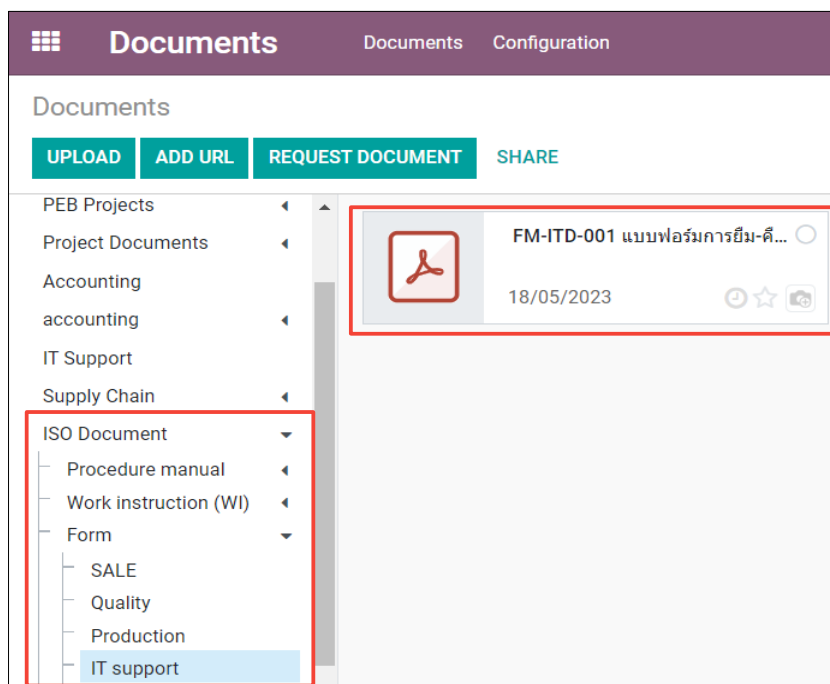 Documents Documents Configuration
Documents
UPLOAD ADD URL REQUEST DOCUMENT SHARE
PEB Projects
Project Documents
Accounting
accounting
IT Support
Supply Chain
ISO Document
Procedure manual
Work instruction (WI)
Form
SALE
Quality
Production
IT support
FM-ITD-001 แบบฟอร์มการยืม-คื...
18/05/2023